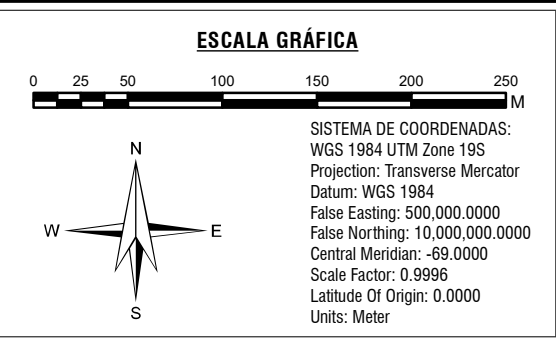 ESCALA GRÁFICA
0 25 50 100 150 200 250
M
SISTEMA DE COORDENADAS:
WGS 1984 UTM Zone 19S
Projection: Transverse Mercator
Datum: WGS 1984
False Easting: 500,000.0000
False Northing: 10,000,000.0000
Central Meridian: -69.0000
Scale Factor: 0.9996
Latitude Of Origin: 0.0000
Units: Meter
N
W E
S